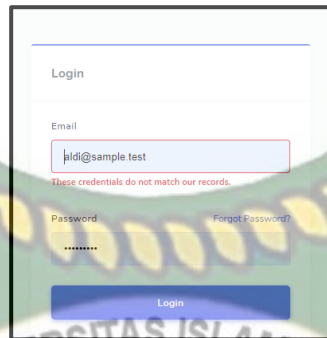 Login
Email
aldi@sample.test
These credentials do not match our records.
Password Forgot Password?
•••••••••
Login